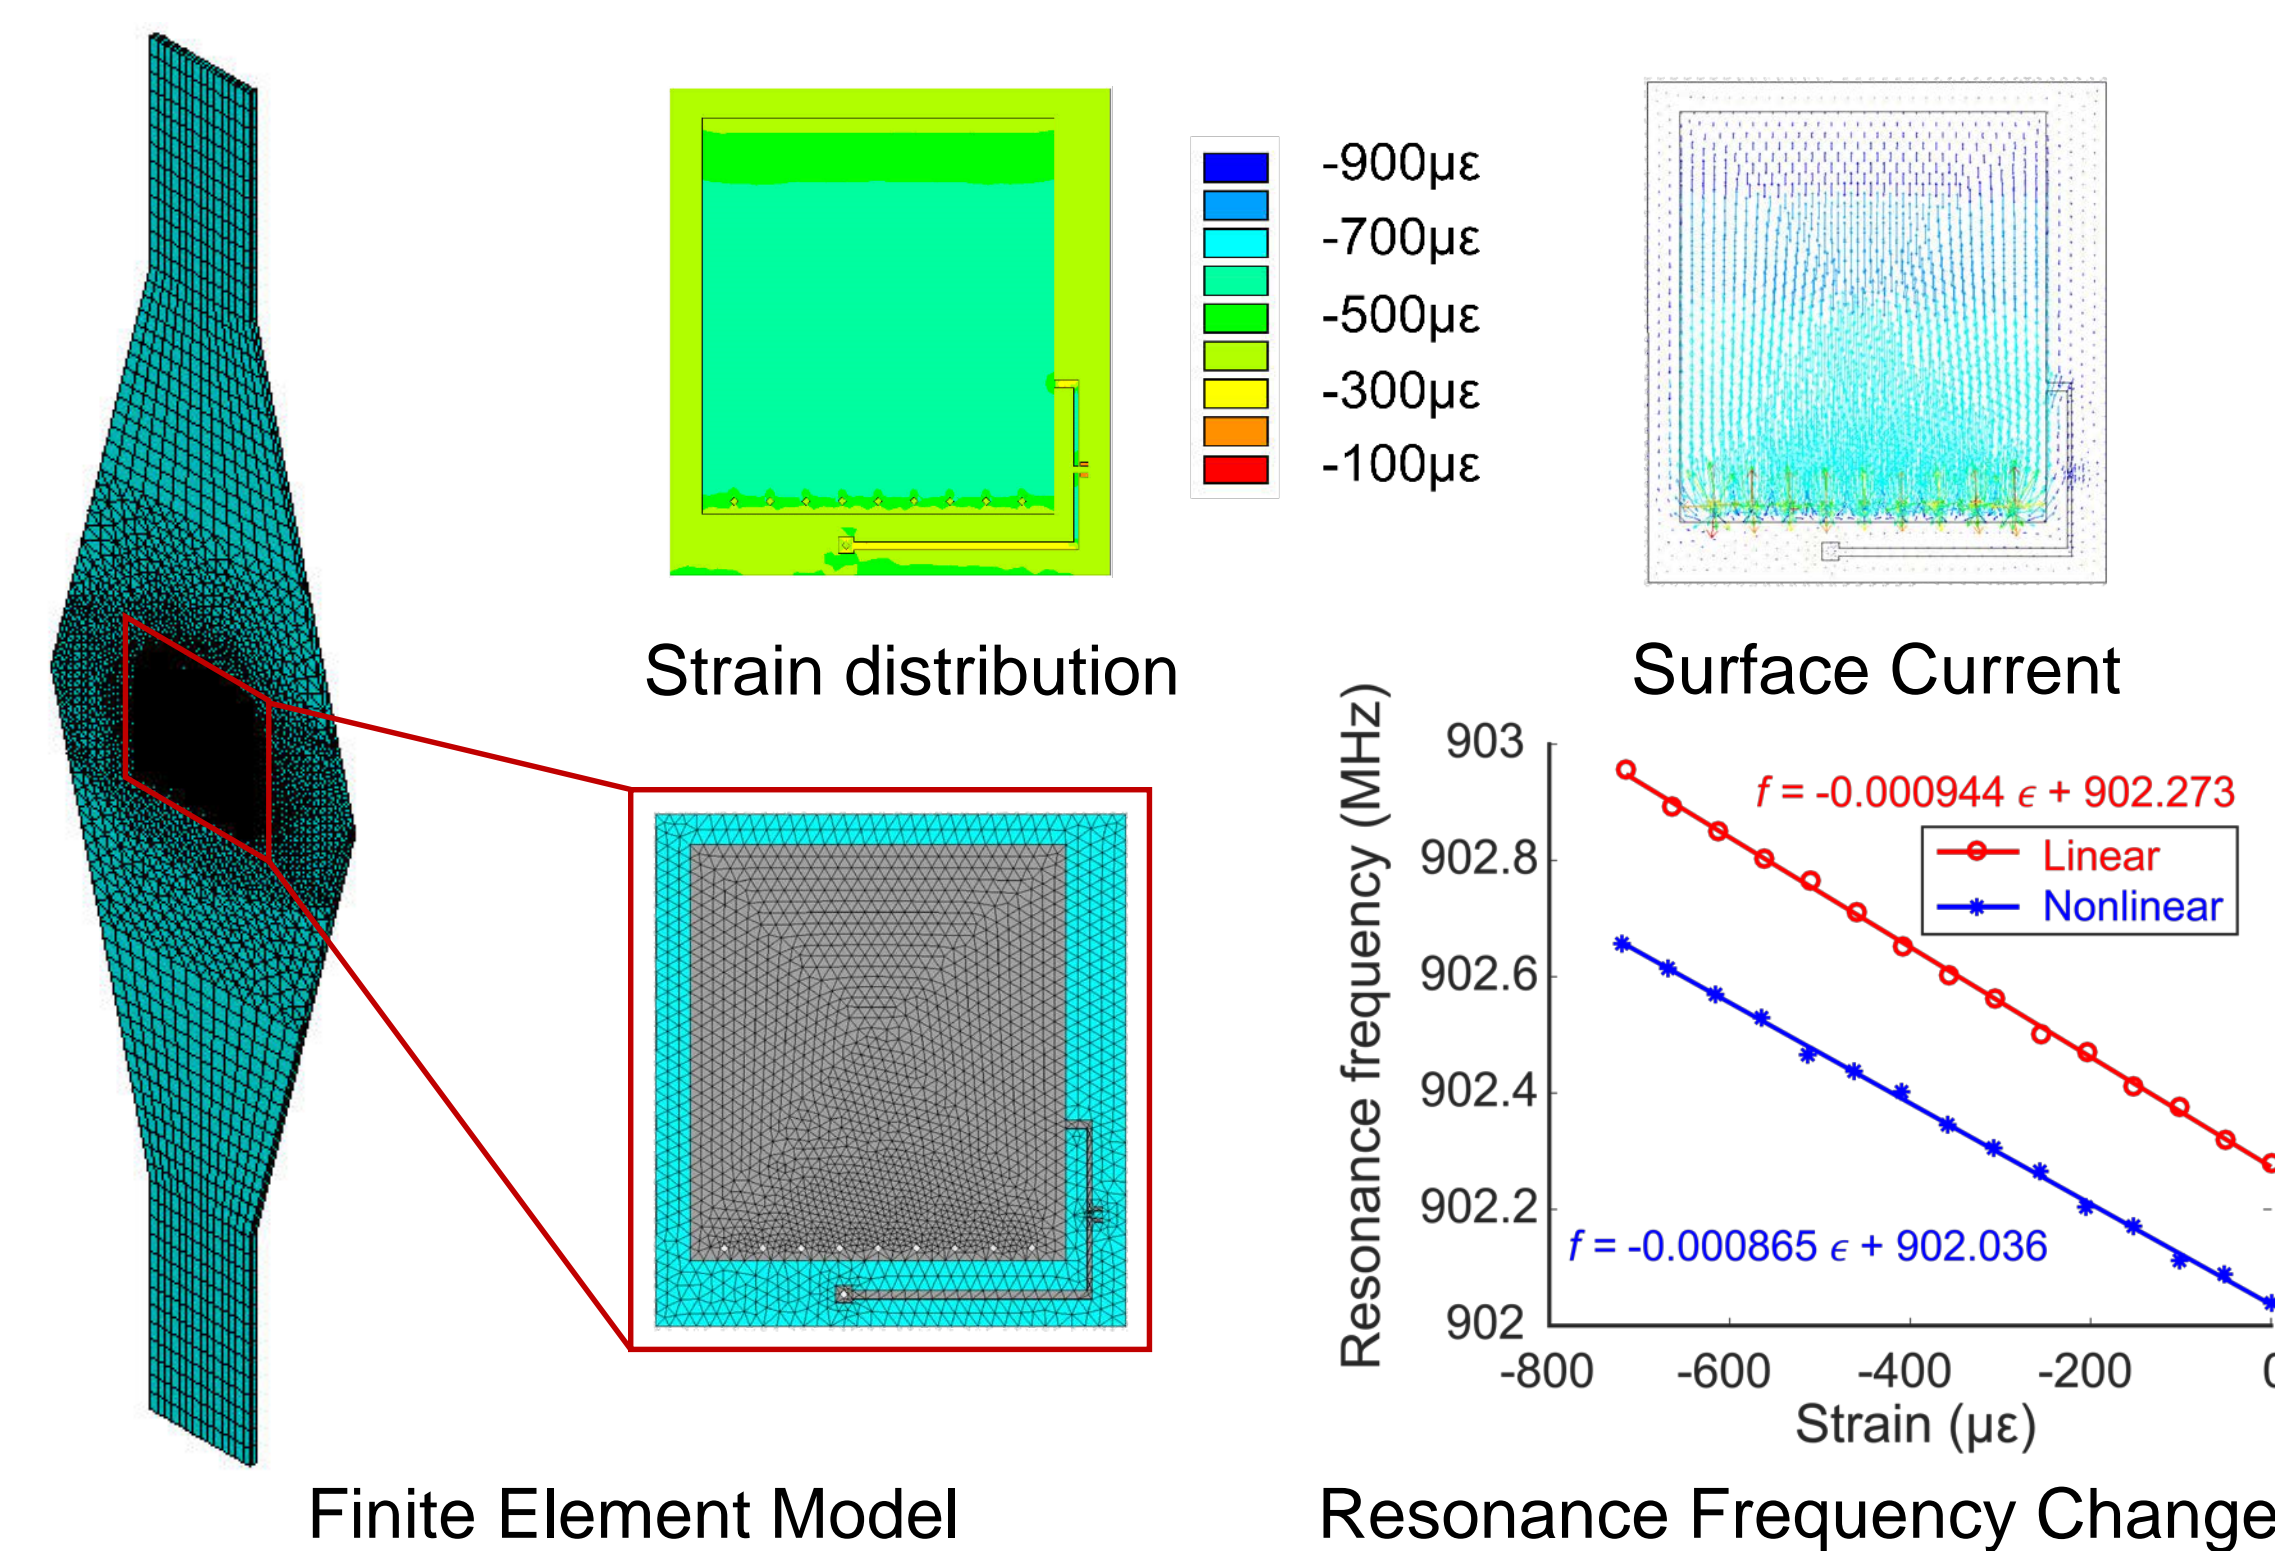 -900µε
-700µε
-500µε
-300µε
-100µε
Strain distribution
Surface Current
Finite Element Model
Resonance frequency (MHz)
903
902.8
902.6
902.4
902.2
902
f = -0.000944 ϵ + 902.273
Linear
Nonlinear
f = -0.000865 ϵ + 902.036
-800
-600
-400
-200
0
Strain (µε)
Resonance Frequency Change